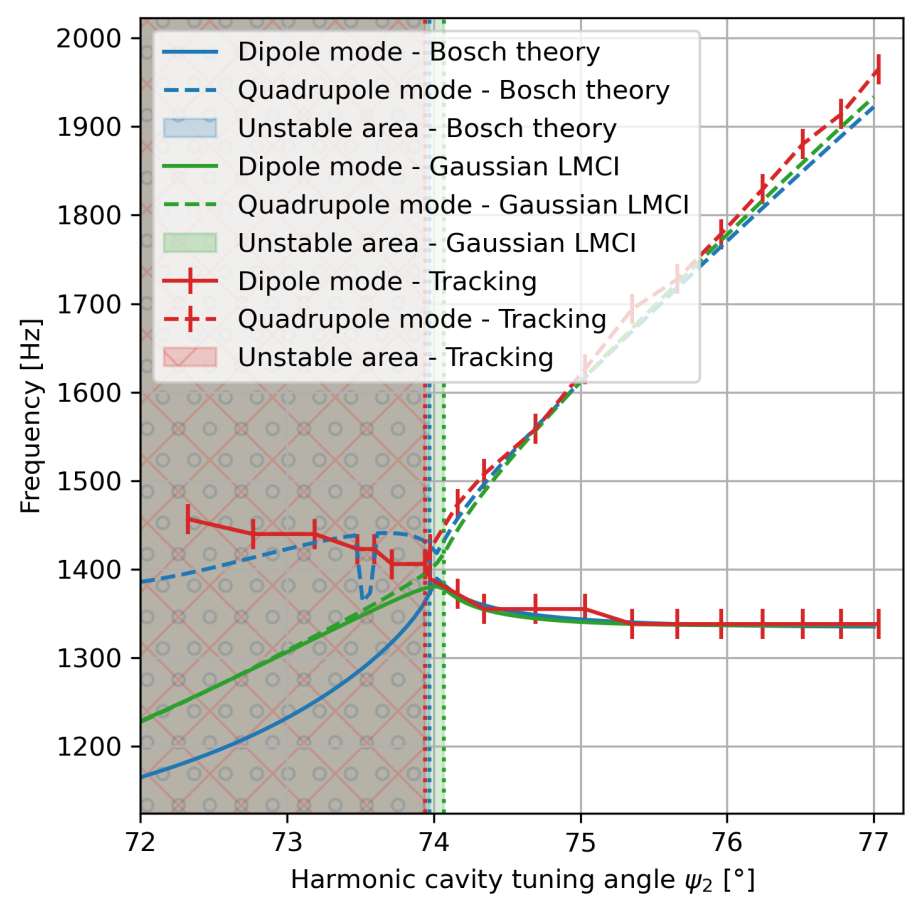 2000
1900
1800
1700
1600
1500
1400
1300
1200
Frequency [Hz]
Dipole mode - Bosch theory
Quadrupole mode - Bosch theory
Unstable area - Bosch theory
Dipole mode - Gaussian LMCI
Quadrupole mode - Gaussian LMCI
Unstable area - Gaussian LMCI
Dipole mode - Tracking
Quadrupole mode - Tracking
Unstable area - Tracking
72 73 74 75 76 77
Harmonic cavity tuning angle ψ₂ [°]